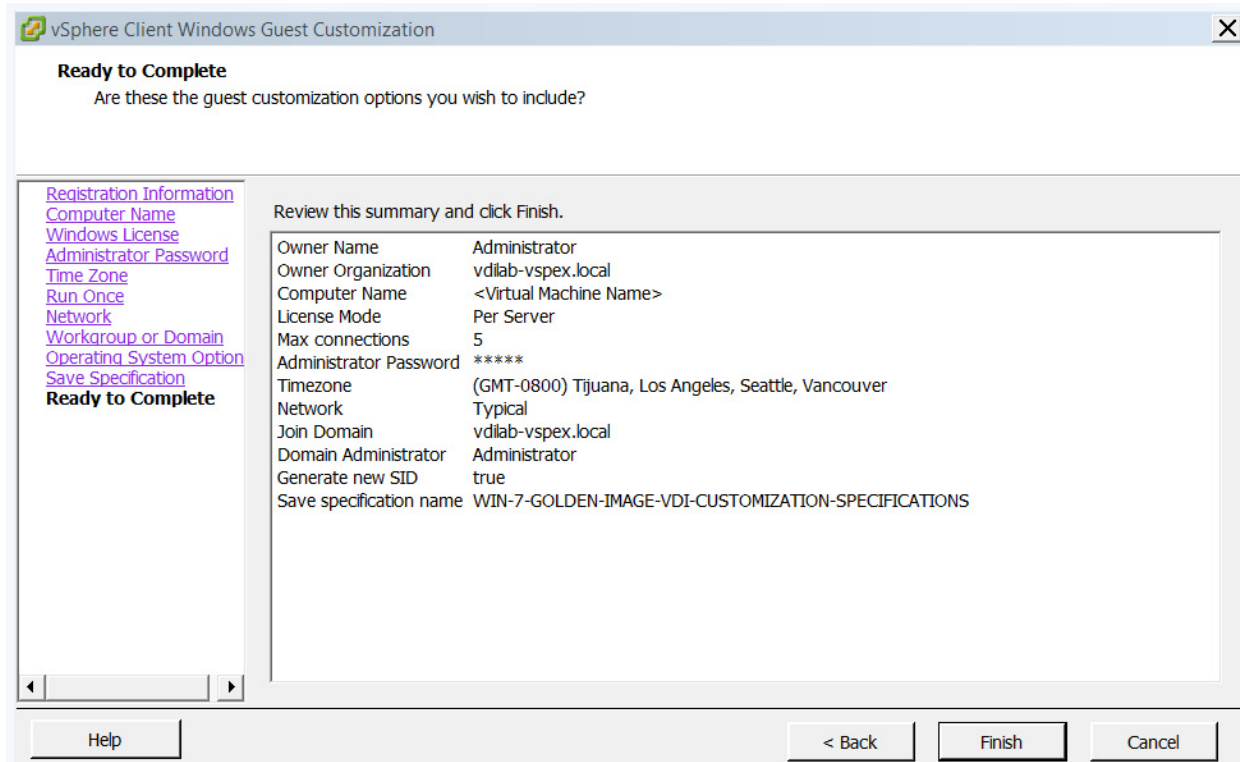 vSphere Client Windows Guest Customization
Ready to Complete
Are these the guest customization options you wish to include?
Registration Information
Computer Name
Windows License
Administrator Password
Time Zone
Run Once
Network
Workgroup or Domain
Operating System Option
Save Specification
Ready to Complete
Review this summary and click Finish.
Owner Name Administrator
Owner Organization vdilab-vspex.local
Computer Name <Virtual Machine Name>
License Mode Per Server
Max connections 5
Administrator Password *****
Timezone (GMT-0800) Tijuana, Los Angeles, Seattle, Vancouver
Network Typical
Join Domain vdilab-vspex.local
Domain Administrator Administrator
Generate new SID true
Save specification name WIN-7-GOLDEN-IMAGE-VDI-CUSTOMIZATION-SPECIFICATIONS
Help < Back Finish Cancel